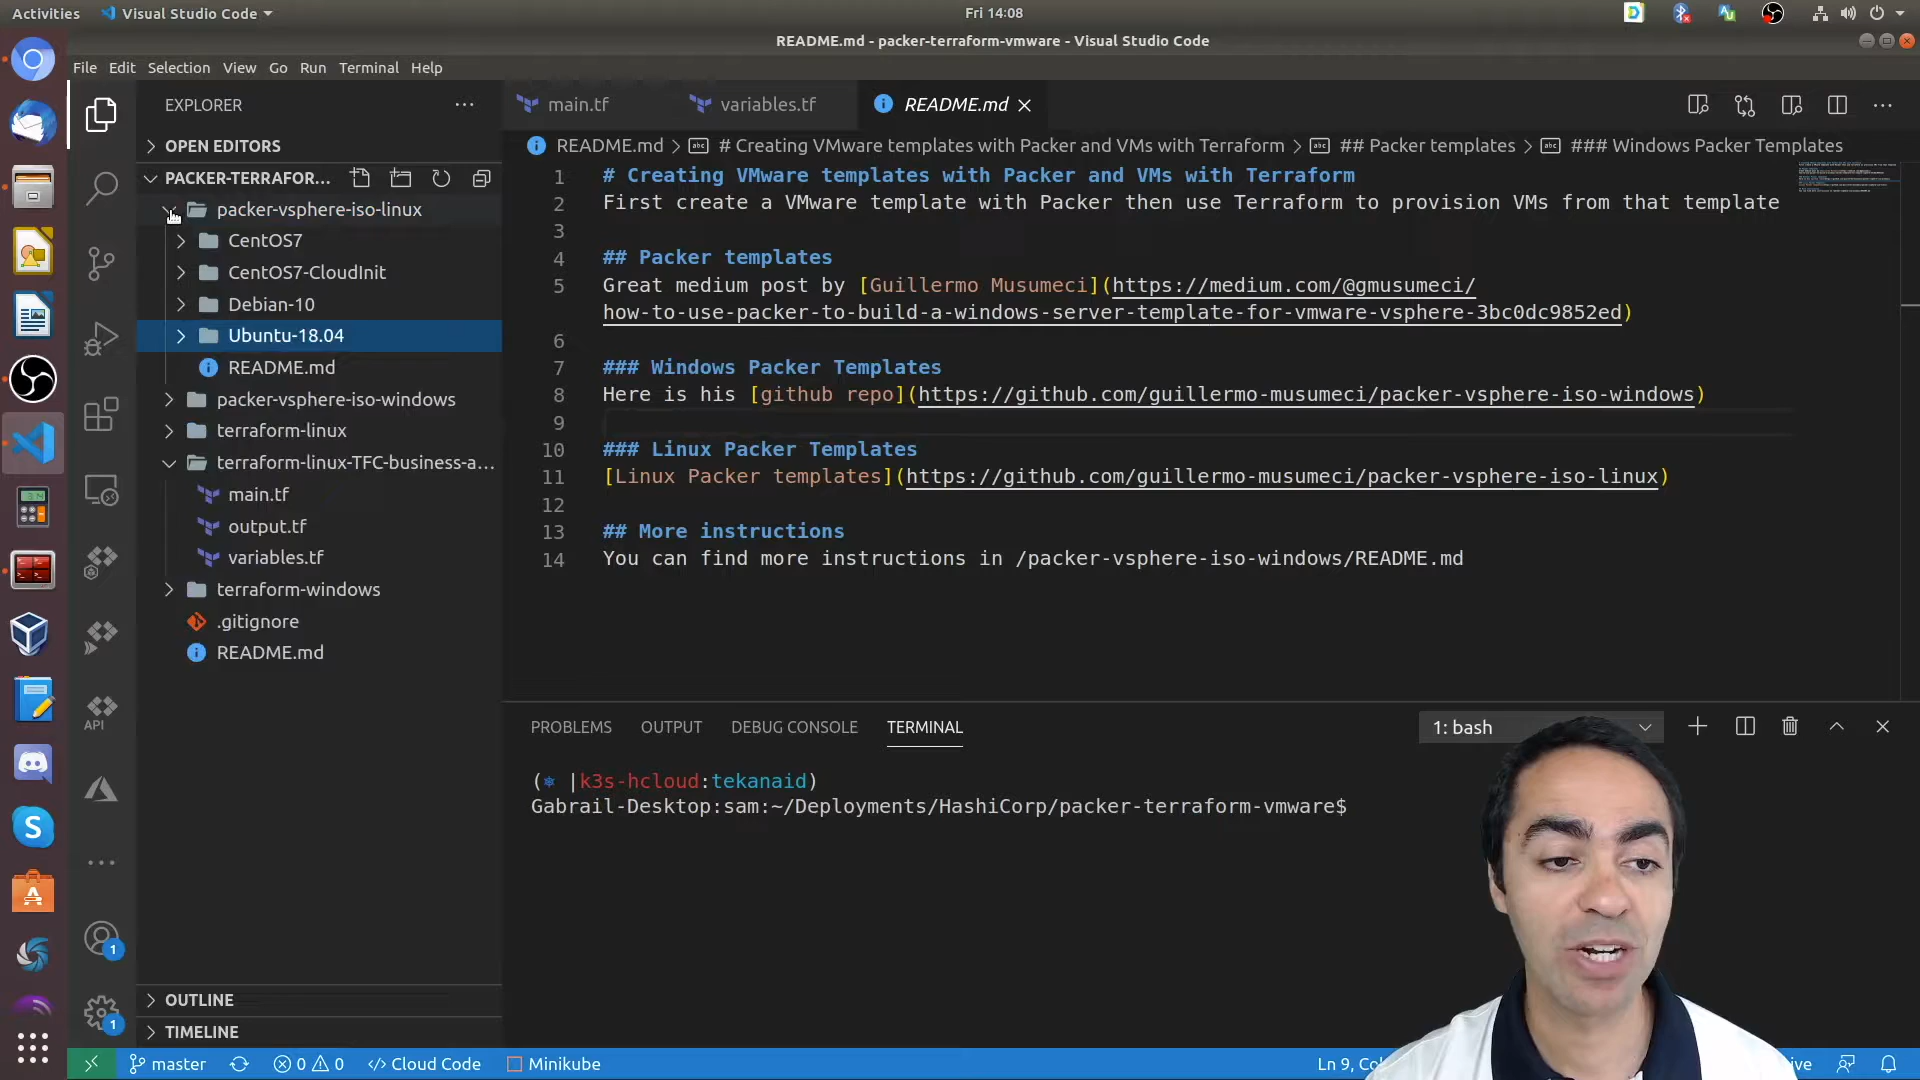 Activities
Visual Studio Code
Fri 14:08
README.md - packer-terraform-vmware - Visual Studio Code
File Edit Selection View Go Run Terminal Help
EXPLORER
OPEN EDITORS
PACKER-TERRAFOR...
packer-vsphere-iso-linux
CentOS7
CentOS7-CloudInit
Debian-10
Ubuntu-18.04
README.md
packer-vsphere-iso-windows
terraform-linux
terraform-linux-TFC-business-a...
main.tf
output.tf
variables.tf
terraform-windows
.gitignore
README.md
OUTLINE
TIMELINE
API
1
1
main.tf
variables.tf
README.md
README.md > # Creating VMware templates with Packer and VMs with Terraform > ## Packer templates > ### Windows Packer Templates
1 # Creating VMware templates with Packer and VMs with Terraform
2 First create a VMware template with Packer then use Terraform to provision VMs from that template
3
4 ## Packer templates
5 Great medium post by [Guillermo Musumeci](https://medium.com/@gmusumeci/
how-to-use-packer-to-build-a-windows-server-template-for-vmware-vsphere-3bc0dc9852ed)
6
7 ### Windows Packer Templates
8 Here is his [github repo](https://github.com/guillermo-musumeci/packer-vsphere-iso-windows)
9
10 ### Linux Packer Templates
11 [Linux Packer templates](https://github.com/guillermo-musumeci/packer-vsphere-iso-linux)
12
13 ## More instructions
14 You can find more instructions in /packer-vsphere-iso-windows/README.md
PROBLEMS OUTPUT DEBUG CONSOLE TERMINAL
1: bash
(⎈ |k3s-hcloud:tekanaid)
Gabrail-Desktop:sam:~/Deployments/HashiCorp/packer-terraform-vmware$
master
0
0
Cloud Code
Minikube
Ln 9, Co
ive